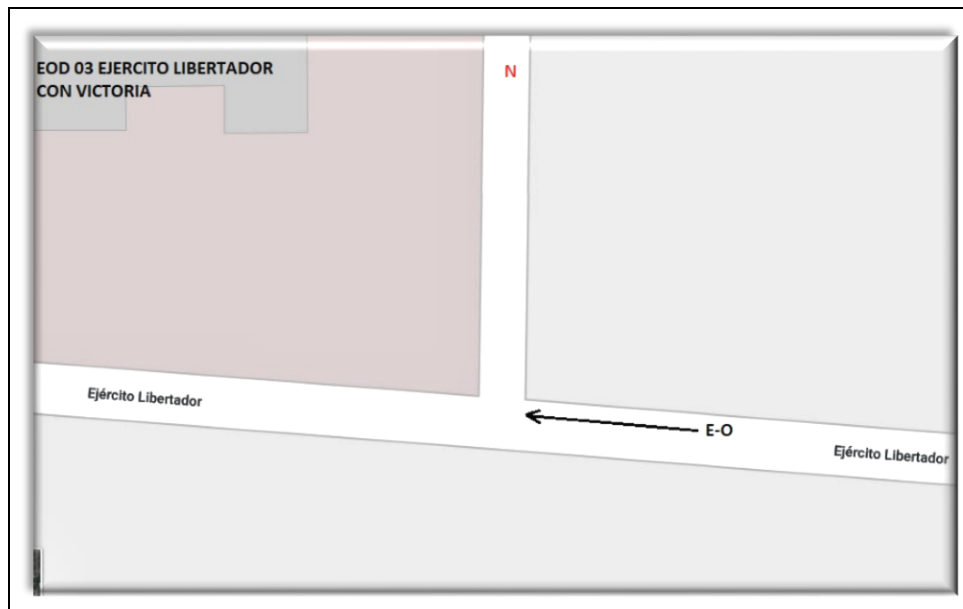 EOD 03 EJERCITO LIBERTADOR
CON VICTORIA
N
Ejército Libertador
E-O
Ejército Libertador